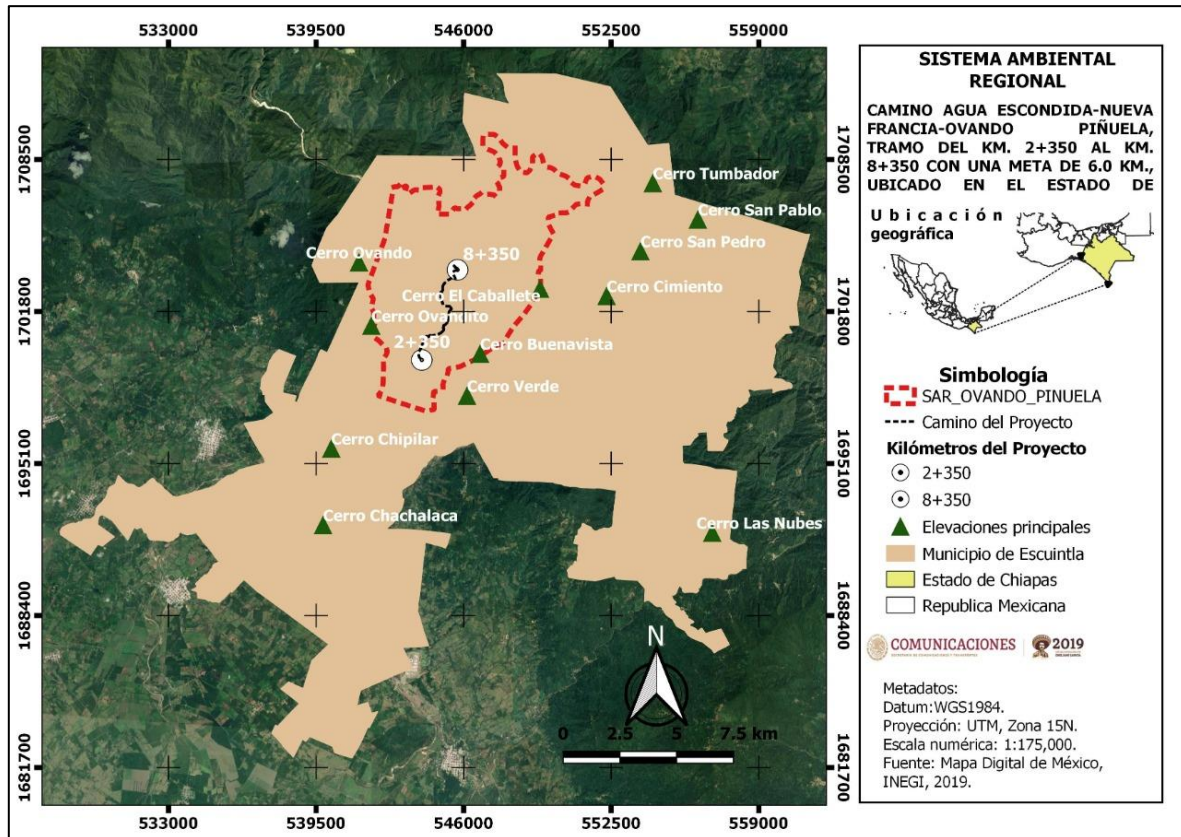 533000
539500
546000
552500
559000
1708500
1701800
1695100
1688400
1681700
Cerro Tumbador
Cerro San Pablo
Cerro San Pedro
Cerro Ovando
8+350
Cerro El Caballete
Cerro Cimiento
Cerro Ovandito
2+350
Cerro Buenavista
Cerro Verde
Cerro Chipilar
Cerro Chachalaca
Cerro Las Nubes
N
0 2.5 5 7.5 km
1708500
1701800
1695100
1688400
1681700
533000
539500
546000
552500
559000
SISTEMA AMBIENTAL
REGIONAL
CAMINO AGUA ESCONDIDA-NUEVA
FRANCIA-OVANDO PIÑUELA,
TRAMO DEL KM. 2+350 AL KM.
8+350 CON UNA META DE 6.0 KM.,
UBICADO EN EL ESTADO DE
Ubicación
geográfica
Simbología
SAR_OVANDO_PINUELA
Camino del Proyecto
Kilómetros del Proyecto
2+350
8+350
Elevaciones principales
Municipio de Escuintla
Estado de Chiapas
Republica Mexicana
COMUNICACIONES
2019
Metadatos:
Datum:WGS1984.
Proyección: UTM, Zona 15N.
Escala numérica: 1:175,000.
Fuente: Mapa Digital de México,
INEGI, 2019.